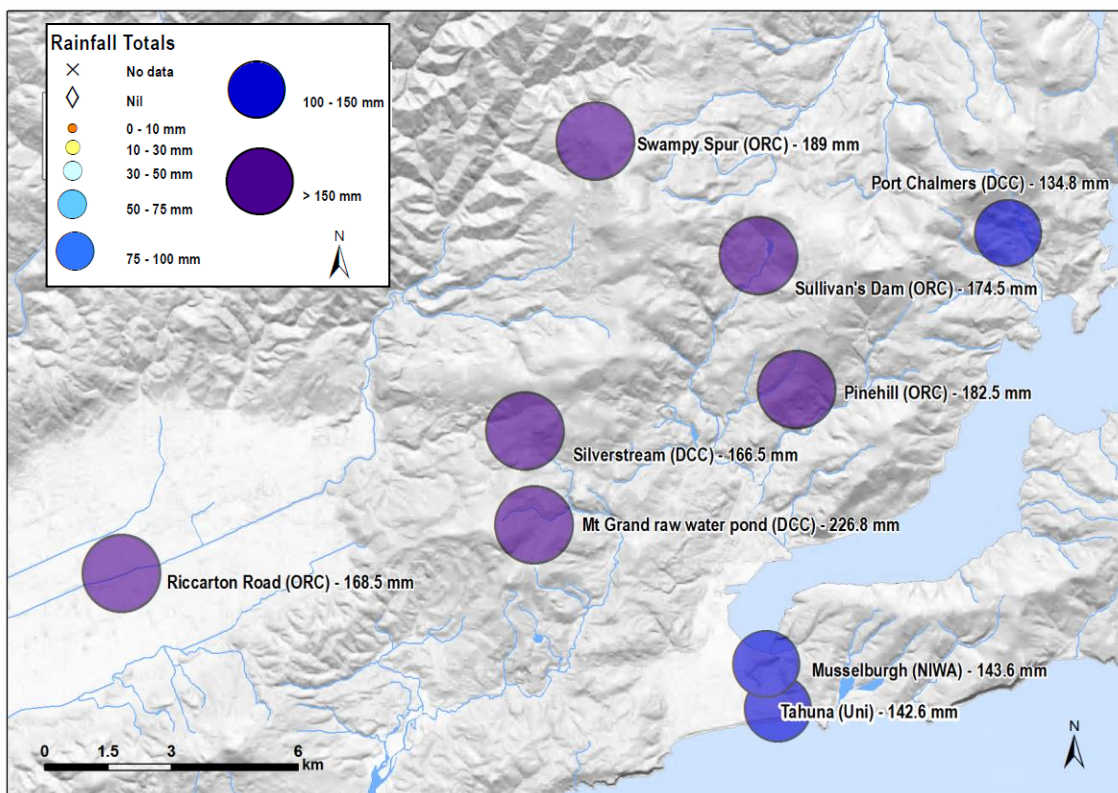 Rainfall Totals
No data
Nil
0 - 10 mm
10 - 30 mm
30 - 50 mm
50 - 75 mm
75 - 100 mm
100 - 150 mm
> 150 mm
N
Swampy Spur (ORC) - 189 mm
Port Chalmers (DCC) - 134.8 mm
Sullivan's Dam (ORC) - 174.5 mm
Pinehill (ORC) - 182.5 mm
Silverstream (DCC) - 166.5 mm
Mt Grand raw water pond (DCC) - 226.8 mm
Riccarton Road (ORC) - 168.5 mm
Musselburgh (NIWA) - 143.6 mm
Tahuna (Uni) - 142.6 mm
0 1.5 3 6
km
N